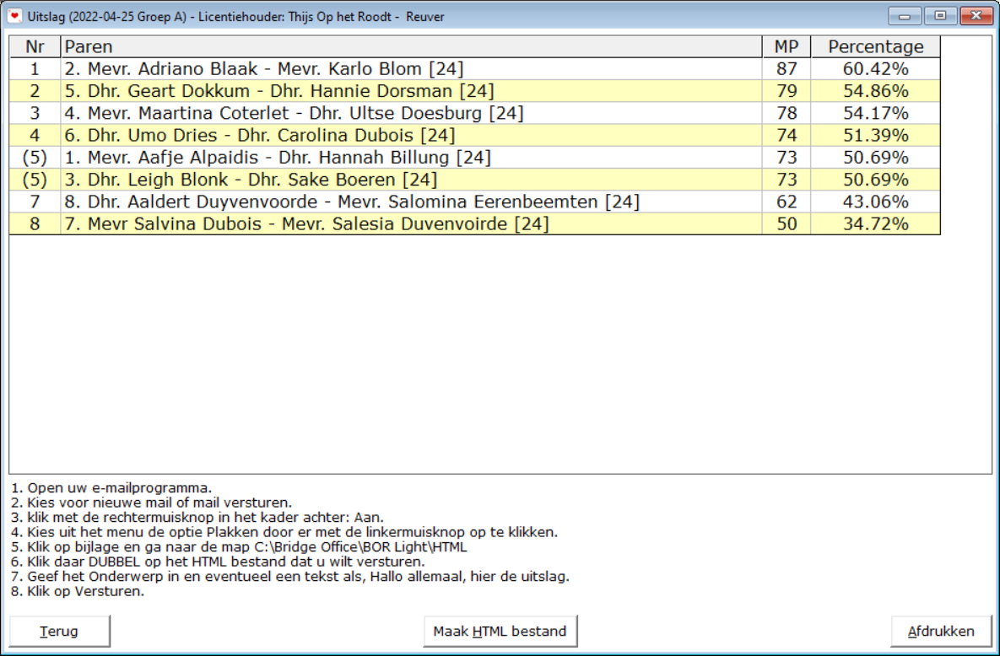 Uitslag (2022-04-25 Groep A) - Licentiehouder: Thijs Op het Roodt - Reuver
Nr Paren MP Percentage
1 2. Mevr. Adriano Blaak - Mevr. Karlo Blom [24] 87 60.42%
2 5. Dhr. Geart Dokkum - Dhr. Hannie Dorsman [24] 79 54.86%
3 4. Mevr. Maartina Coterlet - Dhr. Ultse Doesburg [24] 78 54.17%
4 6. Dhr. Umo Dries - Dhr. Carolina Dubois [24] 74 51.39%
(5) 1. Mevr. Aafje Alpaidis - Dhr. Hannah Billung [24] 73 50.69%
(5) 3. Dhr. Leigh Blonk - Dhr. Sake Boeren [24] 73 50.69%
7 8. Dhr. Aaldert Duyvenvoorde - Mevr. Salomina Eerenbeemten [24] 62 43.06%
8 7. Mevr Salvina Dubois - Mevr. Salesia Duvenvoirde [24] 50 34.72%
1. Open uw e-mailprogramma.
2. Kies voor nieuwe mail of mail versturen.
3. klik met de rechtermuisknop in het kader achter: Aan.
4. Kies uit het menu de optie Plakken door er met de linkermuisknop op te klikken.
5. Klik op bijlage en ga naar de map C:\Bridge Office\BOR Light\HTML
6. Klik daar DUBBEL op het HTML bestand dat u wilt versturen.
7. Geef het Onderwerp in en eventueel een tekst als, Hallo allemaal, hier de uitslag.
8. Klik op Versturen.
Terug Maak HTML bestand Afdrukken